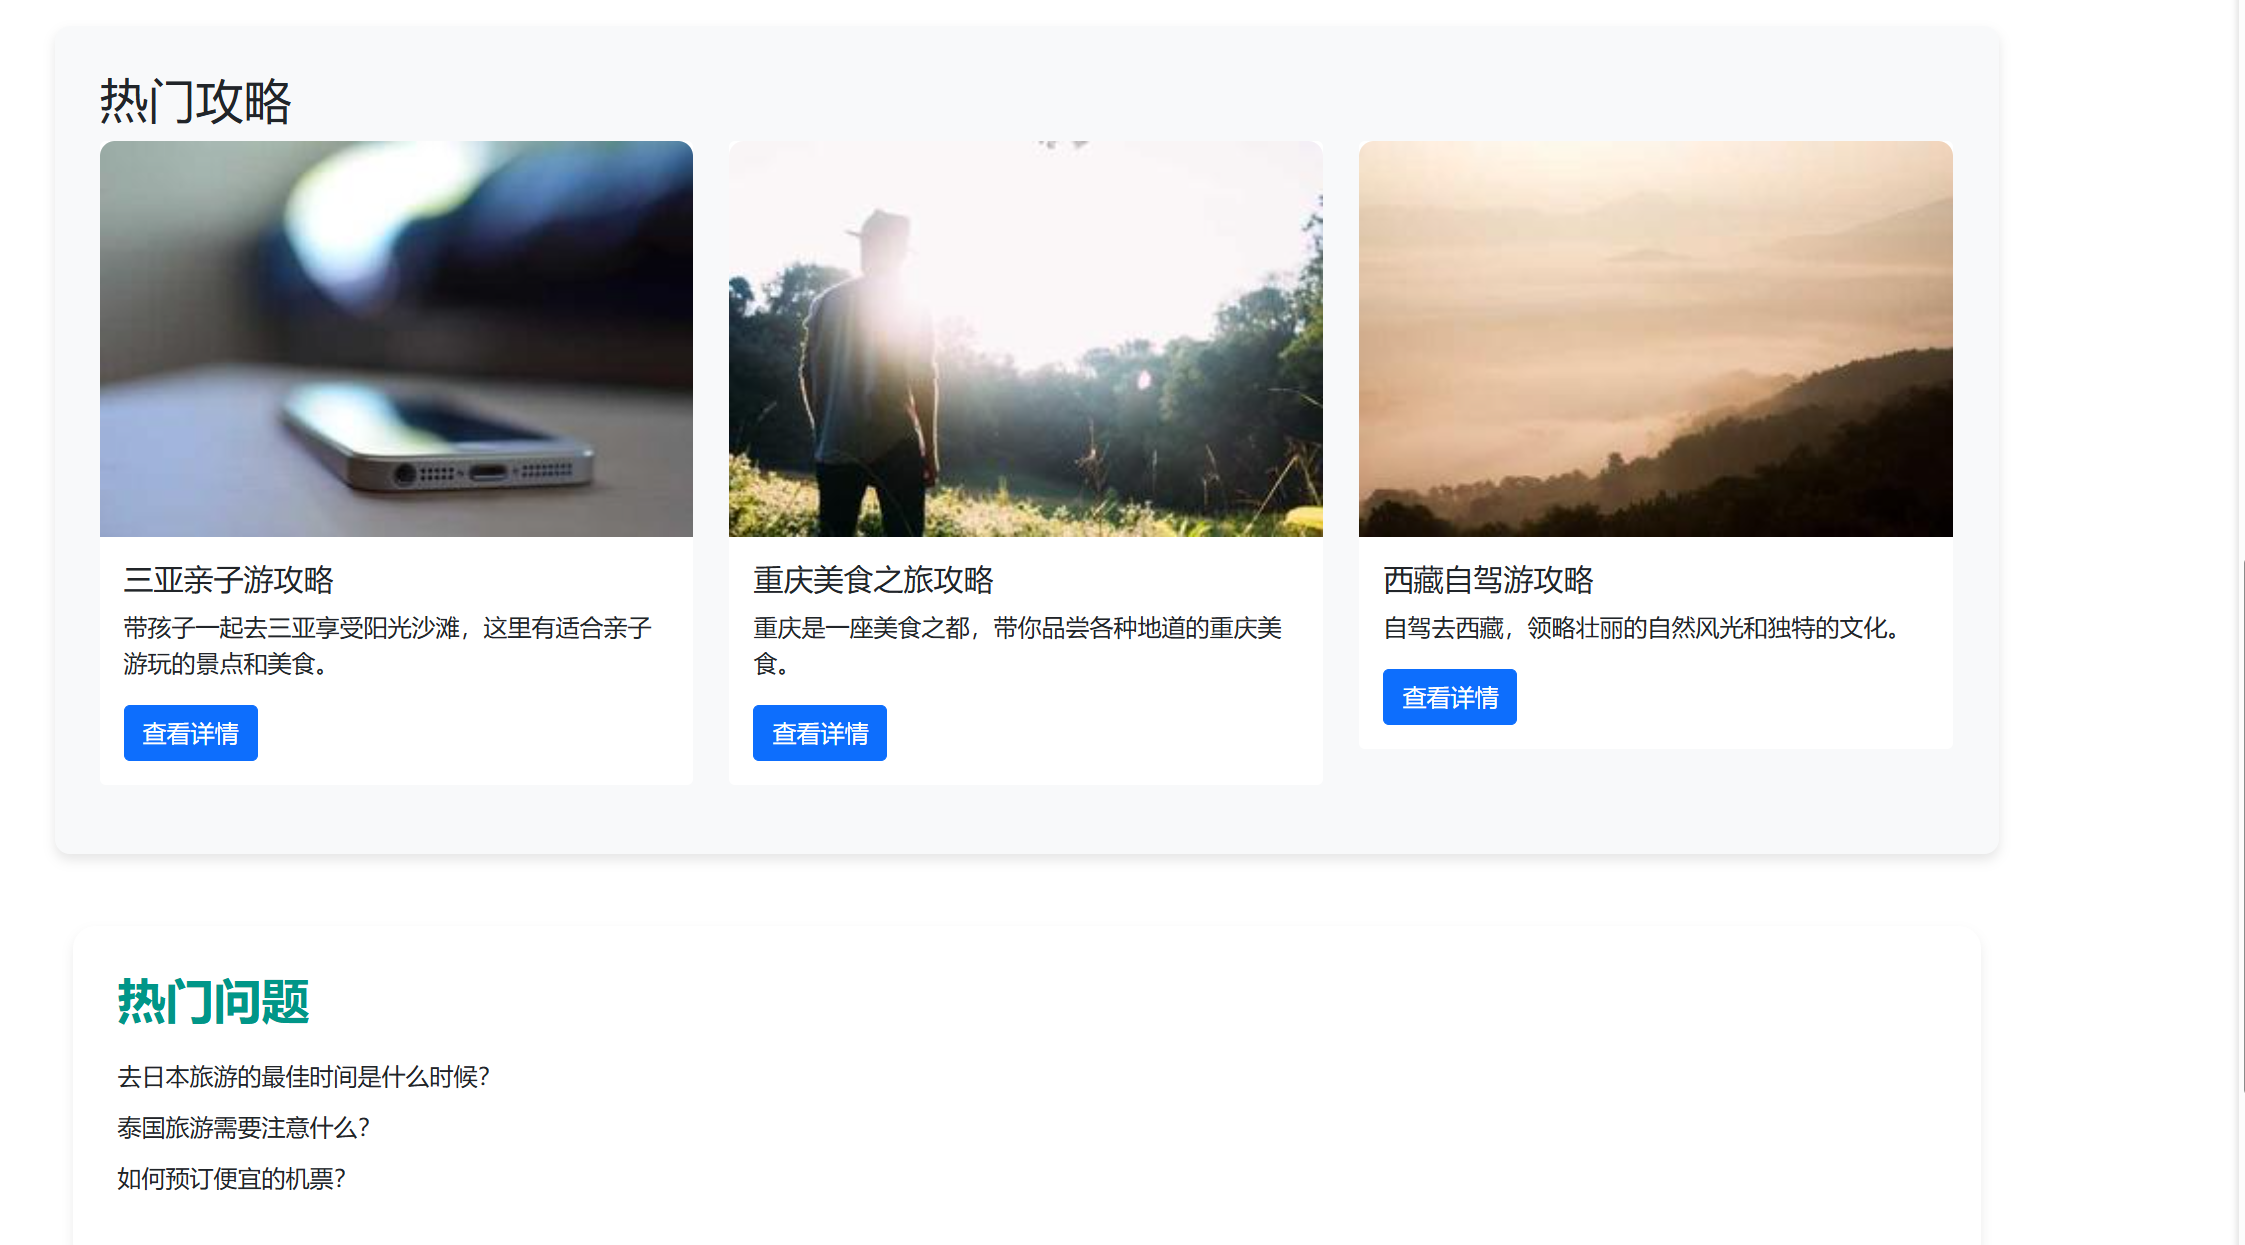 热门攻略
三亚亲子游攻略
带孩子一起去三亚享受阳光沙滩，这里有适合亲子
游玩的景点和美食。
查看详情
重庆美食之旅攻略
重庆是一座美食之都，带你品尝各种地道的重庆美
食。
查看详情
西藏自驾游攻略
自驾去西藏，领略壮丽的自然风光和独特的文化。
查看详情
热门问题
去日本旅游的最佳时间是什么时候？
泰国旅游需要注意什么？
如何预订便宜的机票？